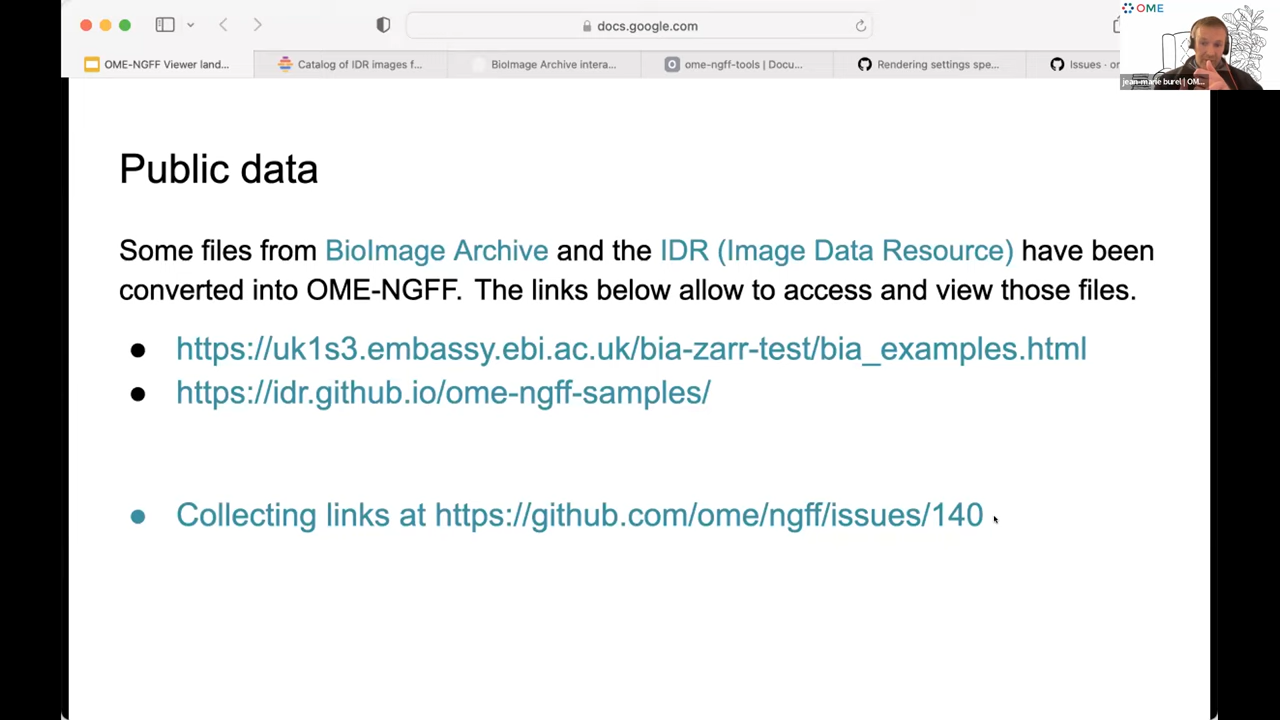 docs.google.com
OME
OME-NGFF Viewer land...
Catalog of IDR images f...
BioImage Archive intera...
ome-ngff-tools | Docu...
Rendering settings spe...
Issues · or
jean-marie burel | OM...
Public data
Some files from BioImage Archive and the IDR (Image Data Resource) have been
converted into OME-NGFF. The links below allow to access and view those files.
● https://uk1s3.embassy.ebi.ac.uk/bia-zarr-test/bia_examples.html
● https://idr.github.io/ome-ngff-samples/
● Collecting links at https://github.com/ome/ngff/issues/140